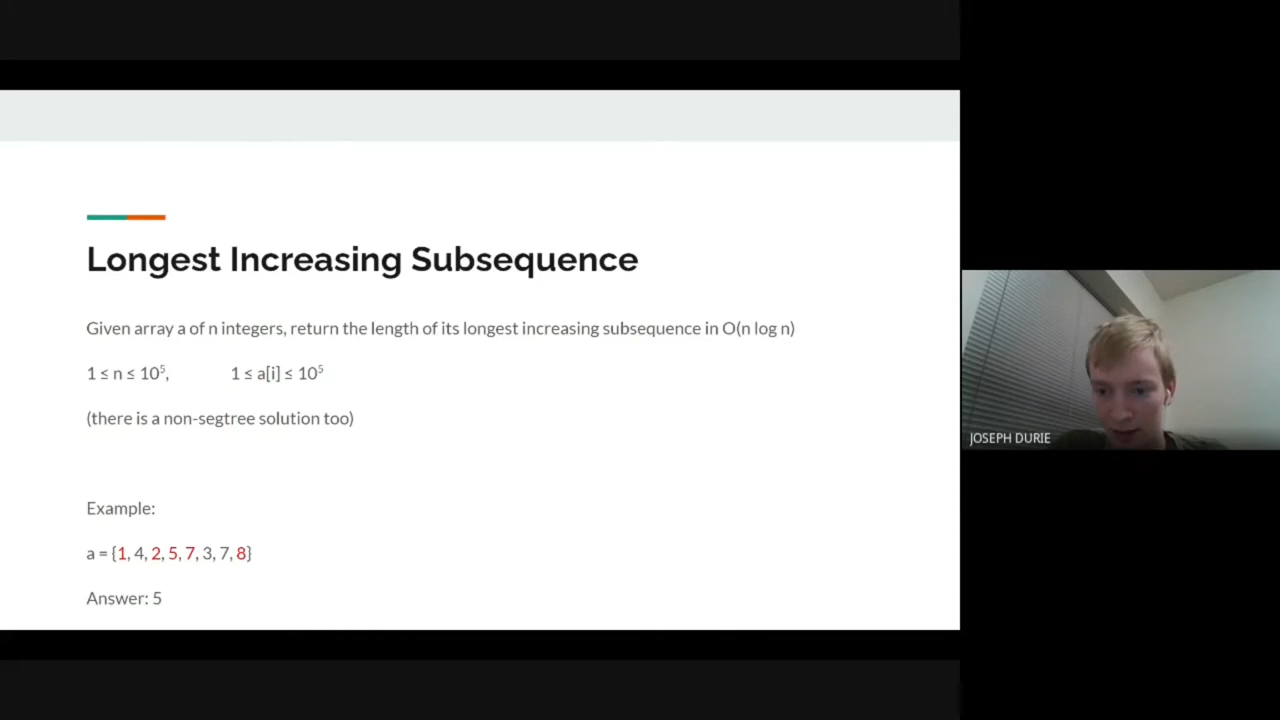 Longest Increasing Subsequence
Given array a of n integers, return the length of its longest increasing subsequence in O(n log n)
1 ≤ n ≤ 10⁵, 1 ≤ a[i] ≤ 10⁵
(there is a non-segtree solution too)
Example:
a = {1, 4, 2, 5, 7, 3, 7, 8}
Answer: 5
JOSEPH DURIE